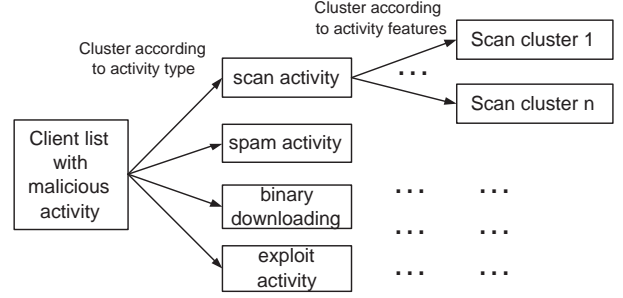 Cluster according
to activity type
Cluster according
to activity features
Scan cluster 1
scan activity
...
Scan cluster n
Client list
with
malicious
activity
spam activity
binary
downloading
... ...
... ...
exploit
activity
... ...